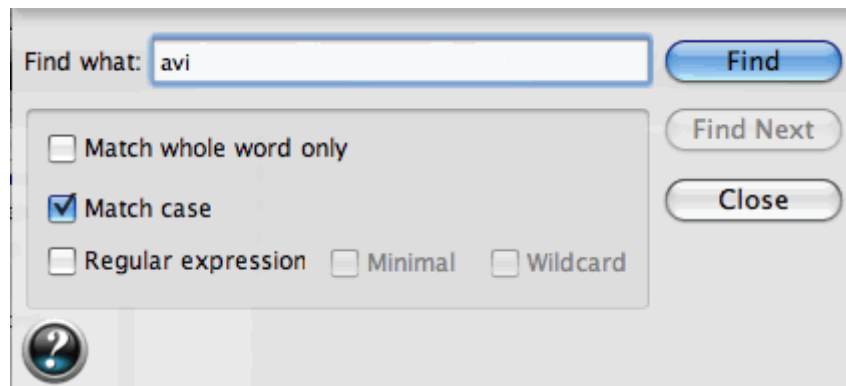 Find what: avi Find
Find Next
Match whole word only
Match case Close
Regular expression Minimal Wildcard
?